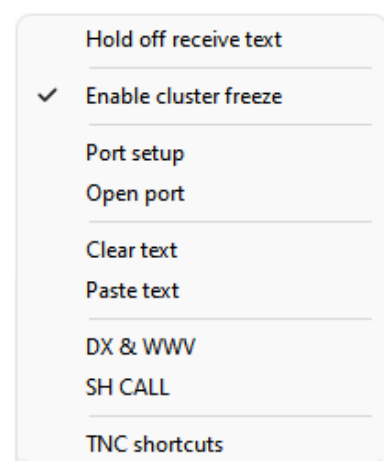 Hold off receive text
Enable cluster freeze
Port setup
Open port
Clear text
Paste text
DX & WWV
SH CALL
TNC shortcuts